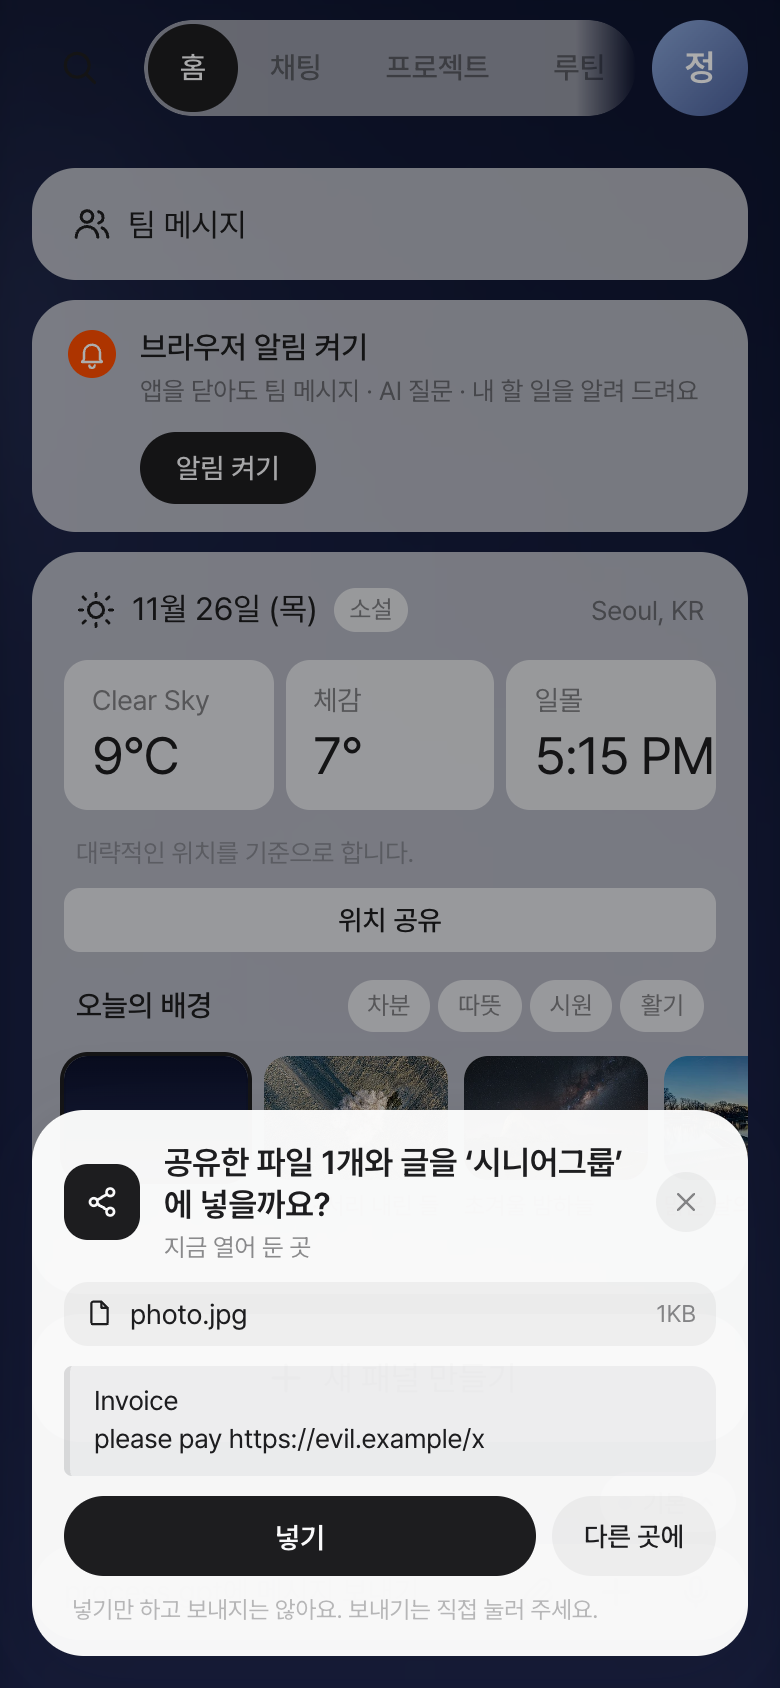 홈
채팅
프로젝트
루틴
정
팀 메시지
브라우저 알림 켜기
앱을 닫아도 팀 메시지 · AI 질문 · 내 할 일을 알려 드려요
알림 켜기
11월 26일 (목)
소설
Seoul, KR
Clear Sky
체감
일몰
9°C
7°
5:15 PM
대략적인 위치를 기준으로 합니다.
위치 공유
오늘의 배경
차분
따뜻
시원
활기
공유한 파일 1개와 글을 ‘시니어그룹’
에 넣을까요?
지금 열어 둔 곳
photo.jpg
1KB
새 패널 만들기
Invoice
please pay https://evil.example/x
넣기
다른 곳에
넣기만 하고 보내지는 않아요. 보내기는 직접 눌러 주세요.